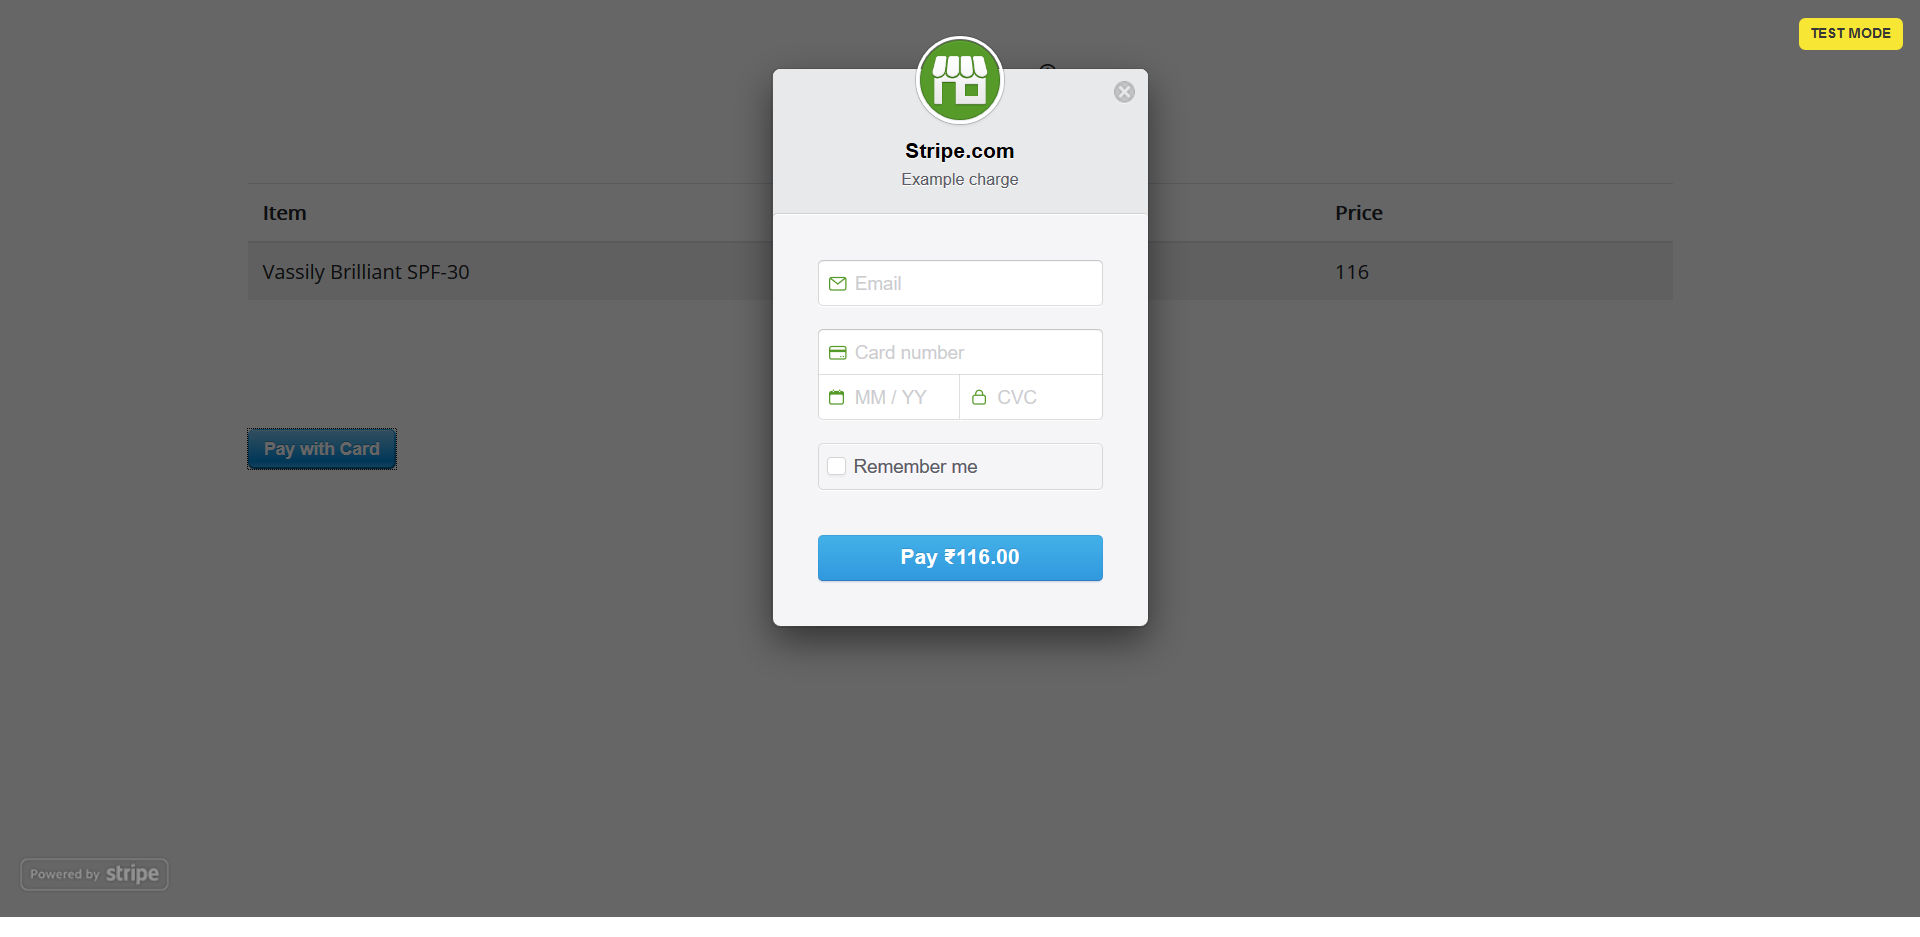 TEST MODE
Stripe.com
Example charge
Item Price
Vassily Brilliant SPF-30 116
Email
Card number
MM / YY CVC
Pay with Card
Remember me
Pay ₹116.00
Powered by stripe